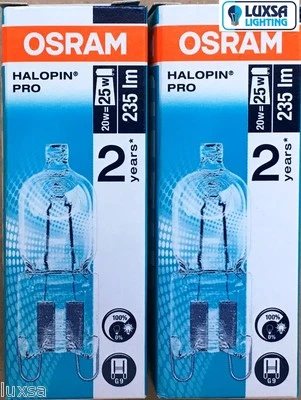 LUXSA
LIGHTING
OSRAM
HALOPIN®
PRO
20w=25w
235 lm
2
years*
100%
0%
G9
OSRAM
HALOPIN®
PRO
20w=25w
235 lm
2
years*
100%
0%
G9
luxsa
luxsa